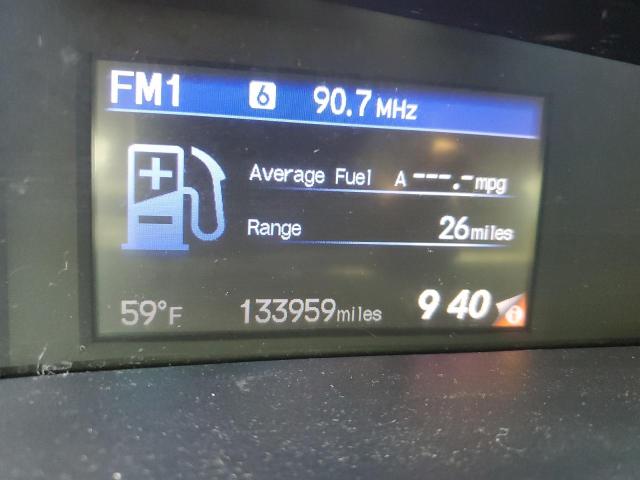 FM1 6 90.7 MHz
Average Fuel A ---.- mpg
Range 26 miles
59°F 133959 miles 9 40 i